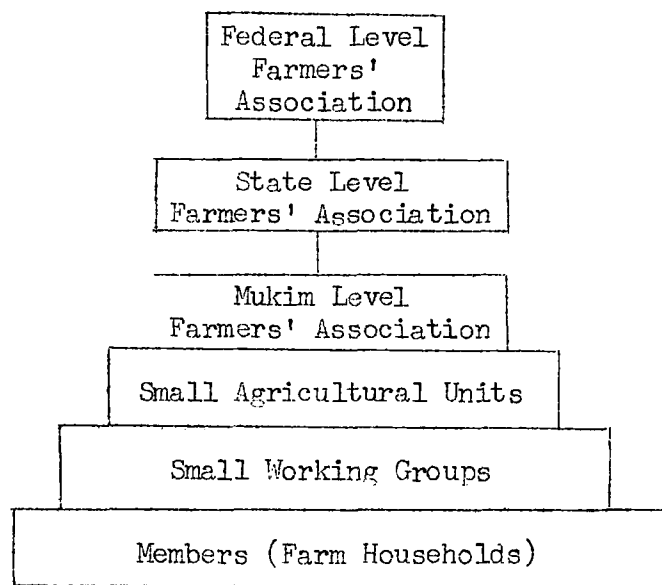 Federal Level
Farmers'
Association
State Level
Farmers' Association
Mukim Level
Farmers' Association
Small Agricultural Units
Small Working Groups
Members (Farm Households)